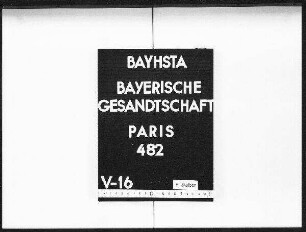 BAYHSTA
BAYERISCHE
GESANDTSCHAFT
PARIS
482
V-16